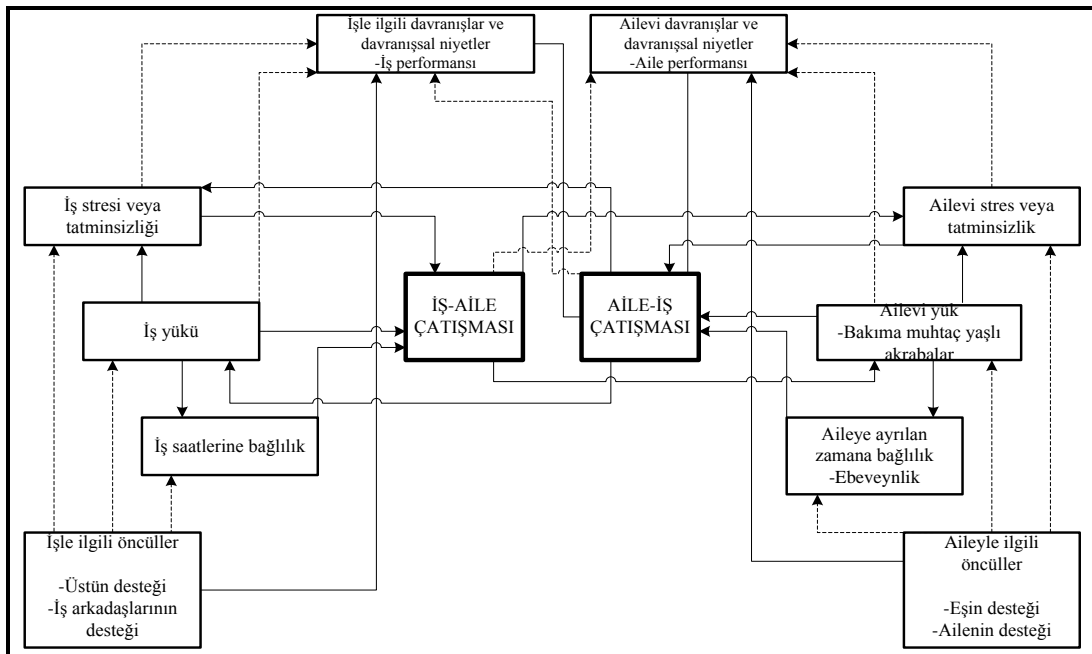 İşle ilgili davranışlar ve
davranışsal niyetler
-İş performansı
Ailevi davranışlar ve
davranışsal niyetler
-Aile performansı
İş stresi veya
tatminsizliği
Ailevi stres veya
tatminsizlik
İŞ-AİLE
ÇATIŞMASI
AİLE-İŞ
ÇATIŞMASI
İş yükü
Ailevi yük
-Bakıma muhtaç yaşlı
akrabalar
İş saatlerine bağlılık
Aileye ayrılan
zamana bağlılık
-Ebeveynlik
İşle ilgili öncüller
-Üstün desteği
-İş arkadaşlarının
desteği
Aileyle ilgili
öncüller
-Eşin desteği
-Ailenin desteği